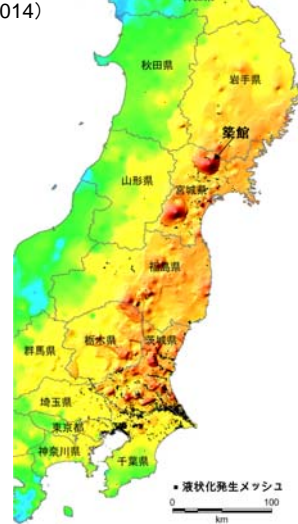 014)
秋田県
岩手県
築館
山形県
宮城県
福島県
群馬県
栃木県
茨城県
埼玉県
東京都
神奈川県
千葉県
▪ 液状化発生メッシュ
0 100
km